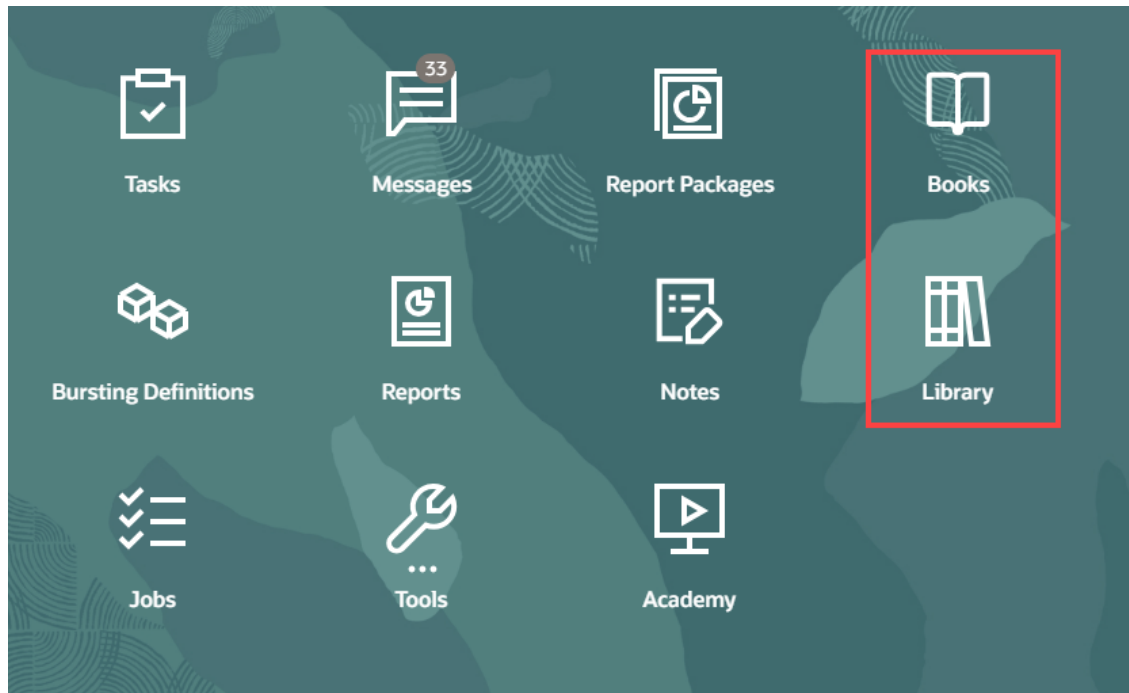 33
Tasks
Messages
Report Packages
Books
Bursting Definitions
Reports
Notes
Library
Jobs
Tools
Academy